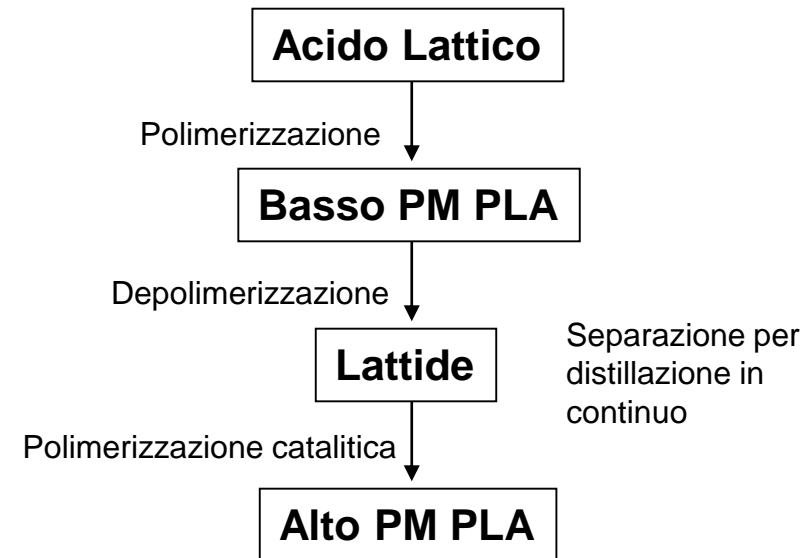 Acido Lattico
Polimerizzazione
Basso PM PLA
Depolimerizzazione
Lattide
Separazione per
distillazione in
continuo
Polimerizzazione catalitica
Alto PM PLA